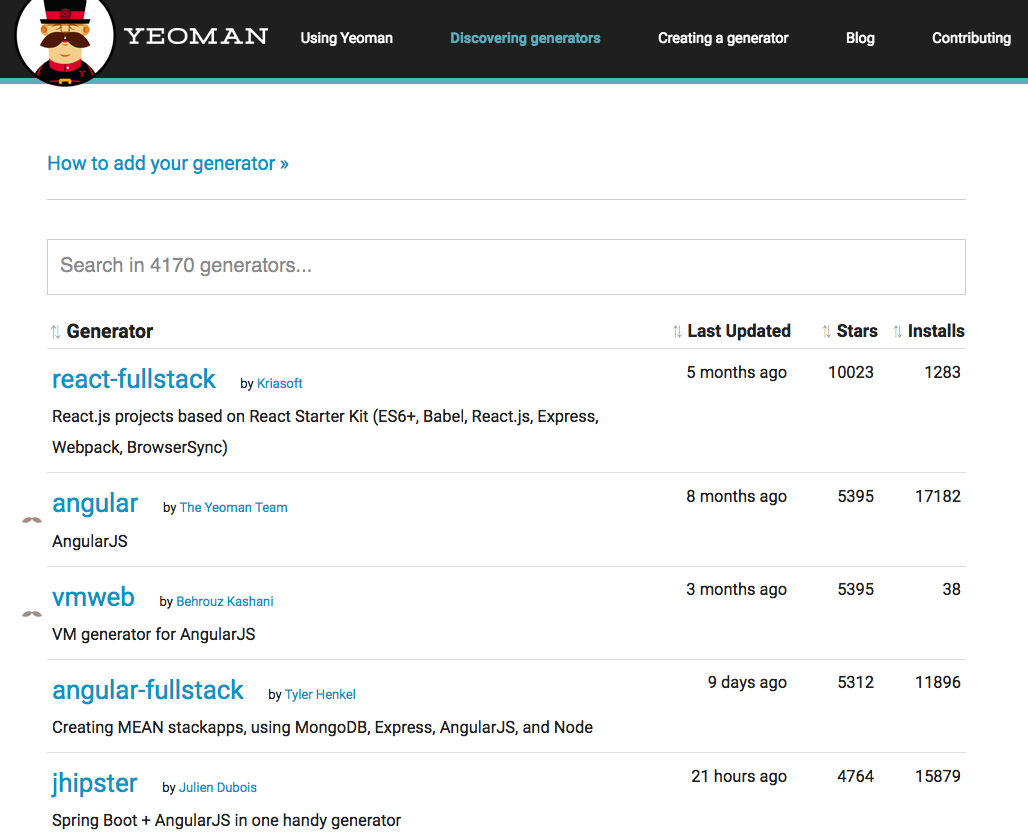 YEOMAN Using Yeoman Discovering generators Creating a generator Blog Contributing
How to add your generator »
Search in 4170 generators...
Generator Last Updated Stars Installs
react-fullstack by Kriasoft 5 months ago 10023 1283
React.js projects based on React Starter Kit (ES6+, Babel, React.js, Express,
Webpack, BrowserSync)
angular by The Yeoman Team 8 months ago 5395 17182
AngularJS
vmweb by Behrouz Kashani 3 months ago 5395 38
VM generator for AngularJS
angular-fullstack by Tyler Henkel 9 days ago 5312 11896
Creating MEAN stackapps, using MongoDB, Express, AngularJS, and Node
jhipster by Julien Dubois 21 hours ago 4764 15879
Spring Boot + AngularJS in one handy generator